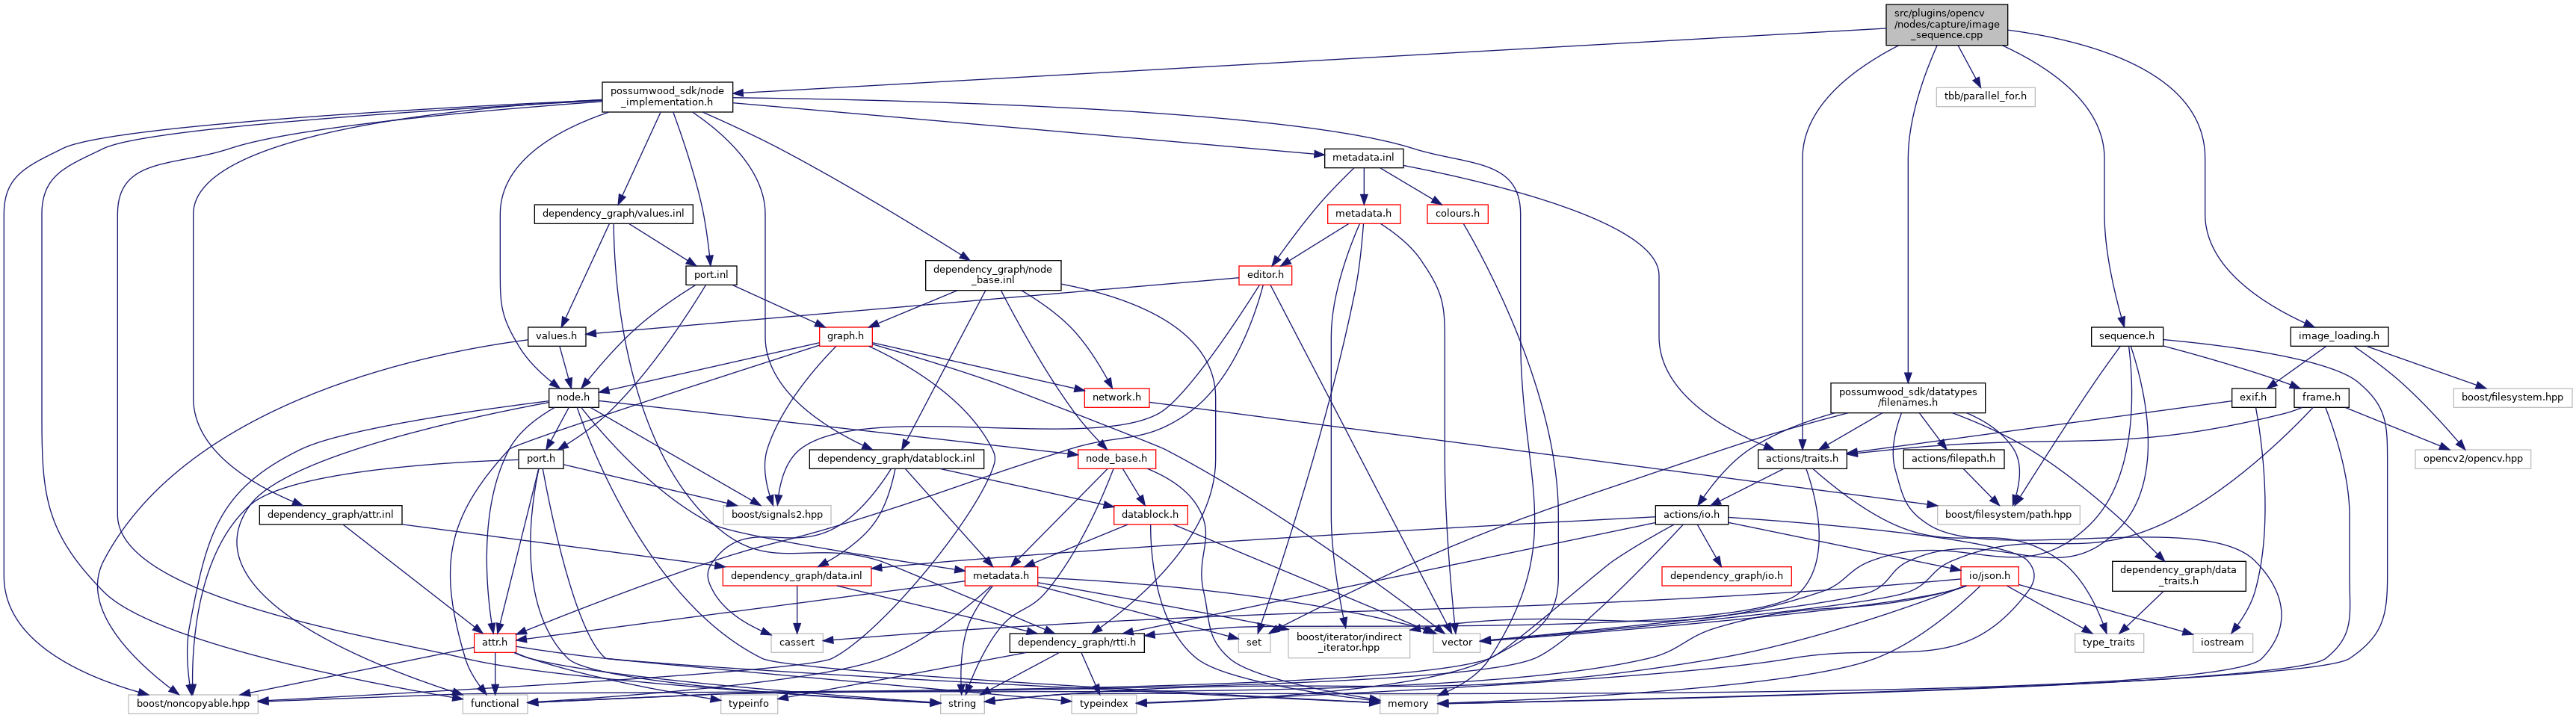 src/plugins/opencv
/nodes/capture/image
_sequence.cpp
possumwood_sdk/node
_implementation.h
tbb/parallel_for.h
metadata.inl
dependency_graph/values.inl
metadata.h
colours.h
port.inl
dependency_graph/node
_base.inl
editor.h
values.h
graph.h
sequence.h
image_loading.h
node.h
network.h
possumwood_sdk/datatypes
/filenames.h
exif.h
frame.h
boost/filesystem.hpp
port.h
dependency_graph/datablock.inl
node_base.h
actions/traits.h
actions/filepath.h
opencv2/opencv.hpp
dependency_graph/attr.inl
boost/signals2.hpp
datablock.h
actions/io.h
boost/filesystem/path.hpp
dependency_graph/data.inl
metadata.h
dependency_graph/io.h
io/json.h
dependency_graph/data
_traits.h
attr.h
cassert
dependency_graph/rtti.h
set
boost/iterator/indirect
_iterator.hpp
vector
type_traits
iostream
boost/noncopyable.hpp
functional
typeinfo
string
typeindex
memory